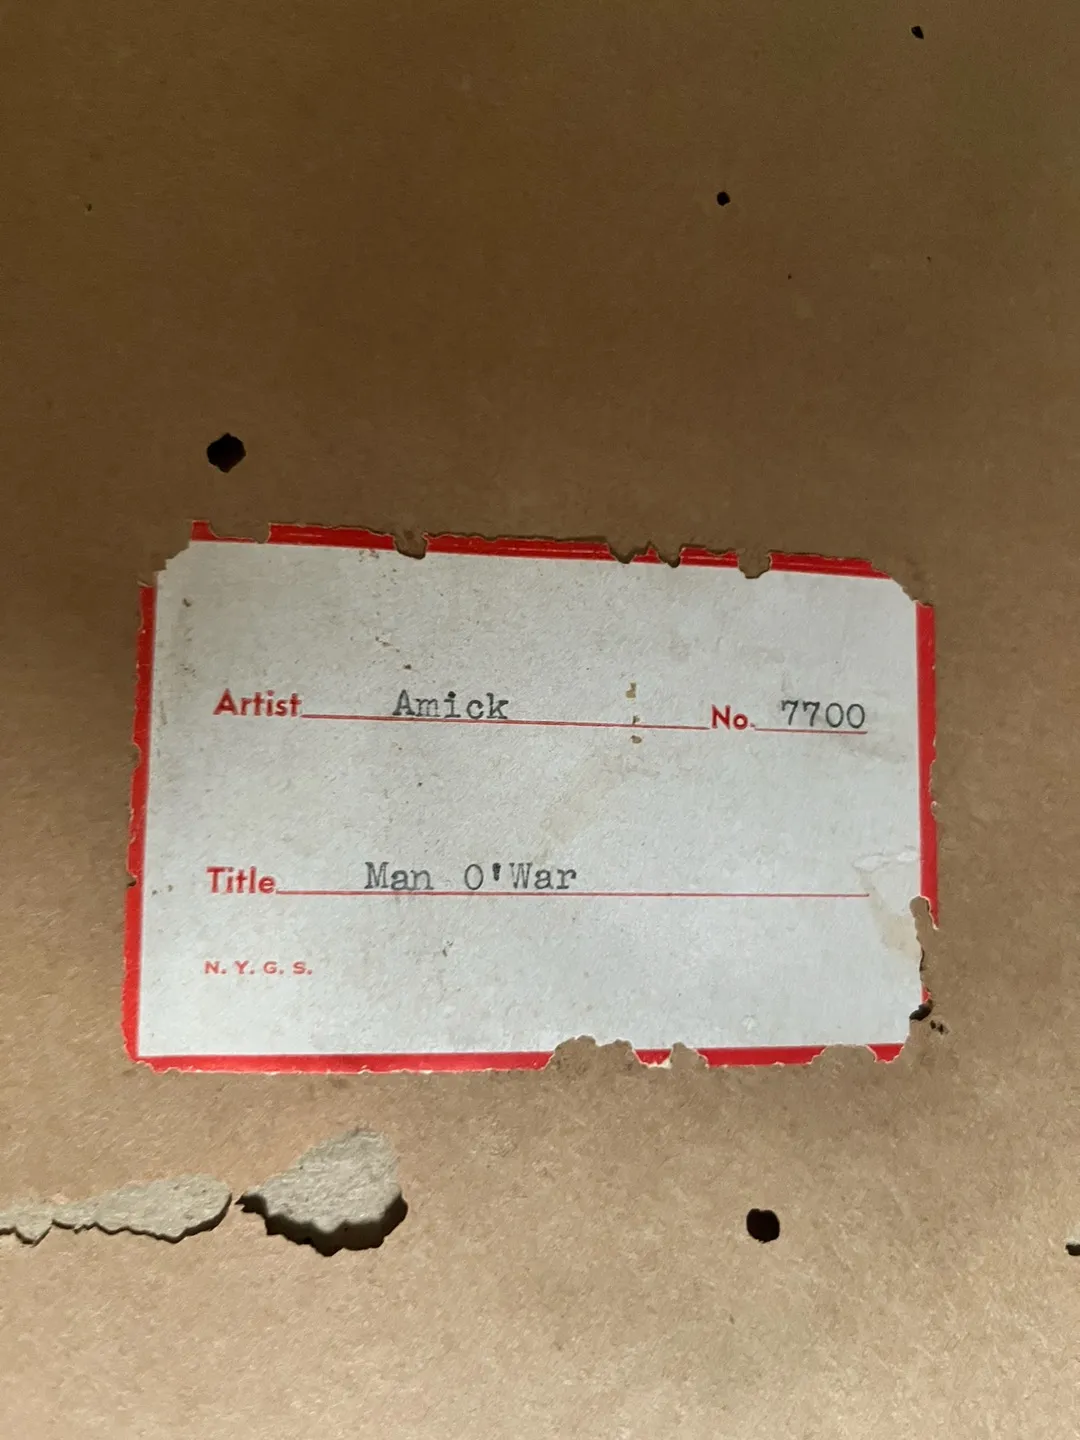 Artist Amick No. 7700
Title Man O'War
N. Y. G. S.